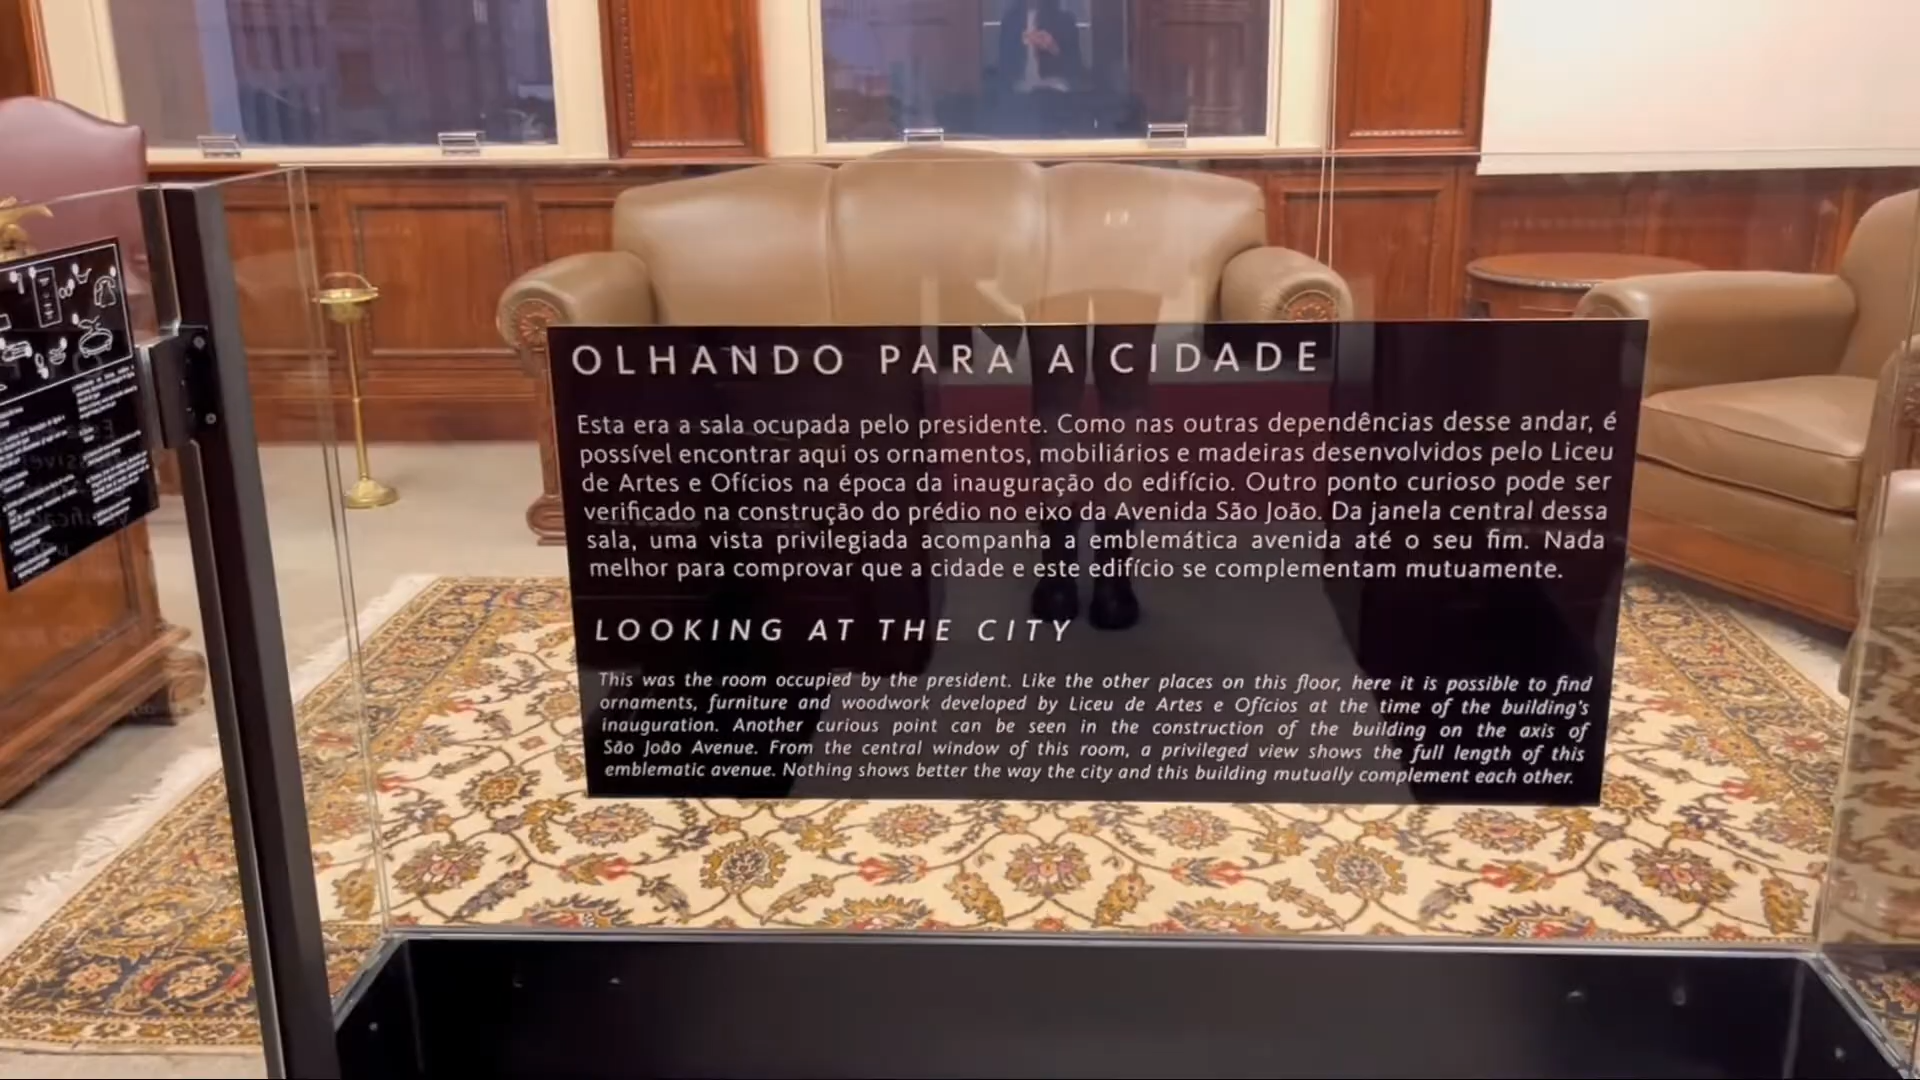 OLHANDO PARA A CIDADE
Esta era a sala ocupada pelo presidente. Como nas outras dependências desse andar, é
possível encontrar aqui os ornamentos, mobiliários e madeiras desenvolvidos pelo Liceu
de Artes e Ofícios na época da inauguração do edifício. Outro ponto curioso pode ser
verificado na construção do prédio no eixo da Avenida São João. Da janela central dessa
sala, uma vista privilegiada acompanha a emblemática avenida até o seu fim. Nada
melhor para comprovar que a cidade e este edifício se complementam mutuamente.
LOOKING AT THE CITY
This was the room occupied by the president. Like the other places on this floor, here it is possible to find
ornaments, furniture and woodwork developed by Liceu de Artes e Ofícios at the time of the building's
inauguration. Another curious point can be seen in the construction of the building on the axis of
São João Avenue. From the central window of this room, a privileged view shows the full length of this
emblematic avenue. Nothing shows better the way the city and this building mutually complement each other.